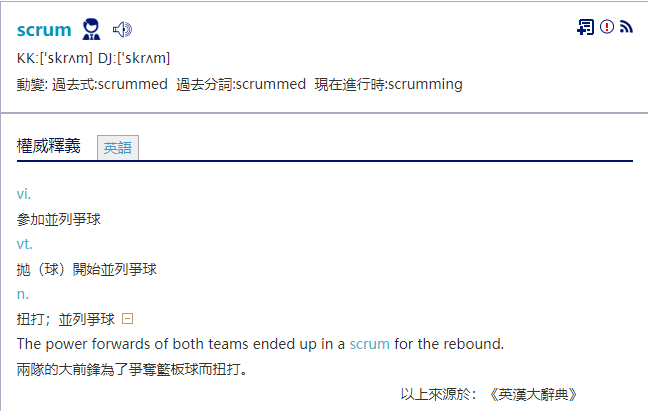 scrum
KK:[ˈskrʌm] DJ:[ˈskrʌm]
動變: 過去式:scrummed 過去分詞:scrummed 現在進行時:scrumming
權威釋義 英語
vi.
參加並列爭球
vt.
拋（球）開始並列爭球
n.
扭打；並列爭球
The power forwards of both teams ended up in a scrum for the rebound.
兩隊的大前鋒為了爭奪籃板球而扭打。
以上來源於：《英漢大辭典》